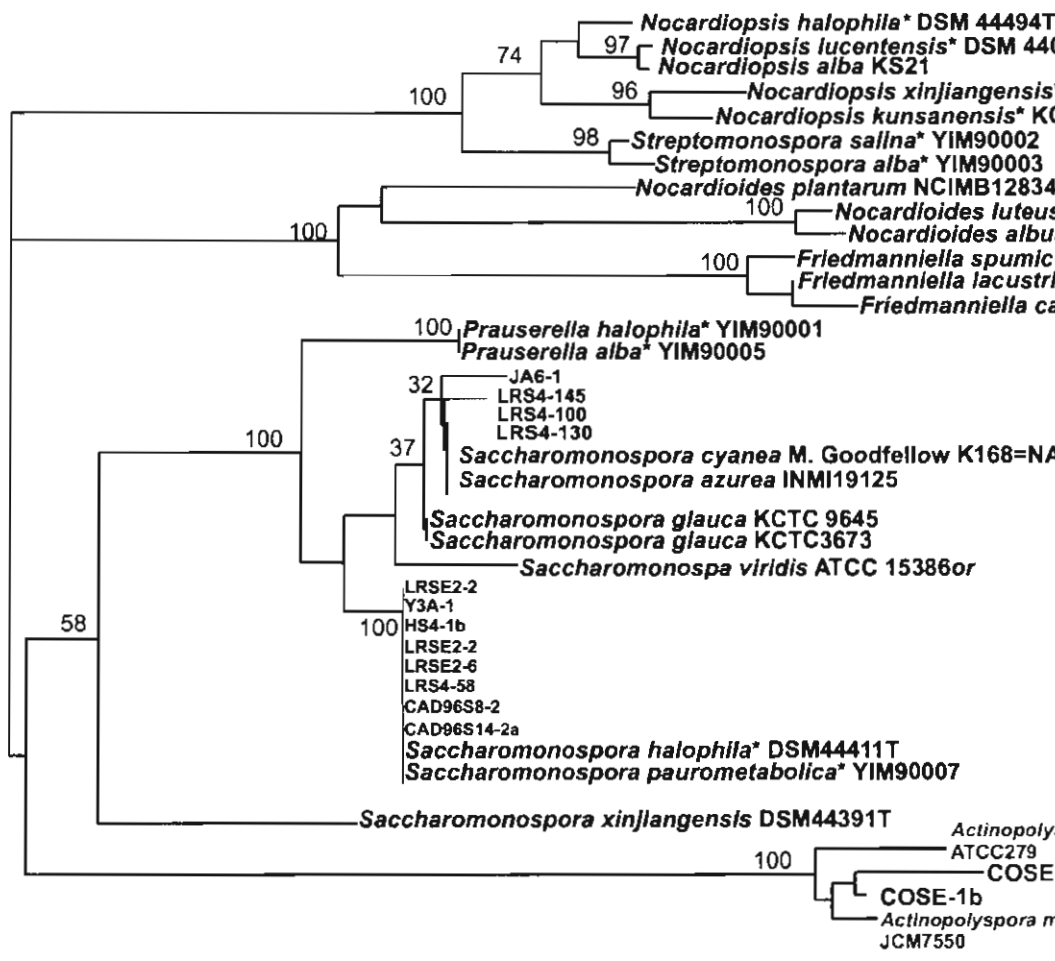 Nocardiopsis halophila* DSM 44494T
97 Nocardiopsis lucentensis* DSM 440
74
Nocardiopsis alba KS21
100 96 Nocardiopsis xinjiangensis*
Nocardiopsis kunsanensis* KC
98 Streptomonospora salina* YIM90002
Streptomonospora alba* YIM90003
Nocardioides plantarum NCIMB12834
100 Nocardioides luteus
100 Nocardioides albu
100 Friedmanniella spumic
Friedmanniella lacustri
Friedmanniella ca
100 Prauserella halophila* YIM90001
Prauserella alba* YIM90005
32 JA6-1
LRS4-145
LRS4-100
LRS4-130
100 37 Saccharomonospora cyanea M. Goodfellow K168=NA
Saccharomonospora azurea INMI19125
Saccharomonospora glauca KCTC 9645
Saccharomonospora glauca KCTC3673
Saccharomonospa viridis ATCC 15386or
LRSE2-2
Y3A-1
58 100 HS4-1b
LRSE2-2
LRSE2-6
LRS4-58
CAD96S8-2
CAD96S14-2a
Saccharomonospora halophila* DSM44411T
Saccharomonospora paurometabolica* YIM90007
Saccharomonospora xinjiangensis DSM44391T
Actinopolys
100 ATCC279
COSE
COSE-1b
Actinopolyspora m
JCM7550